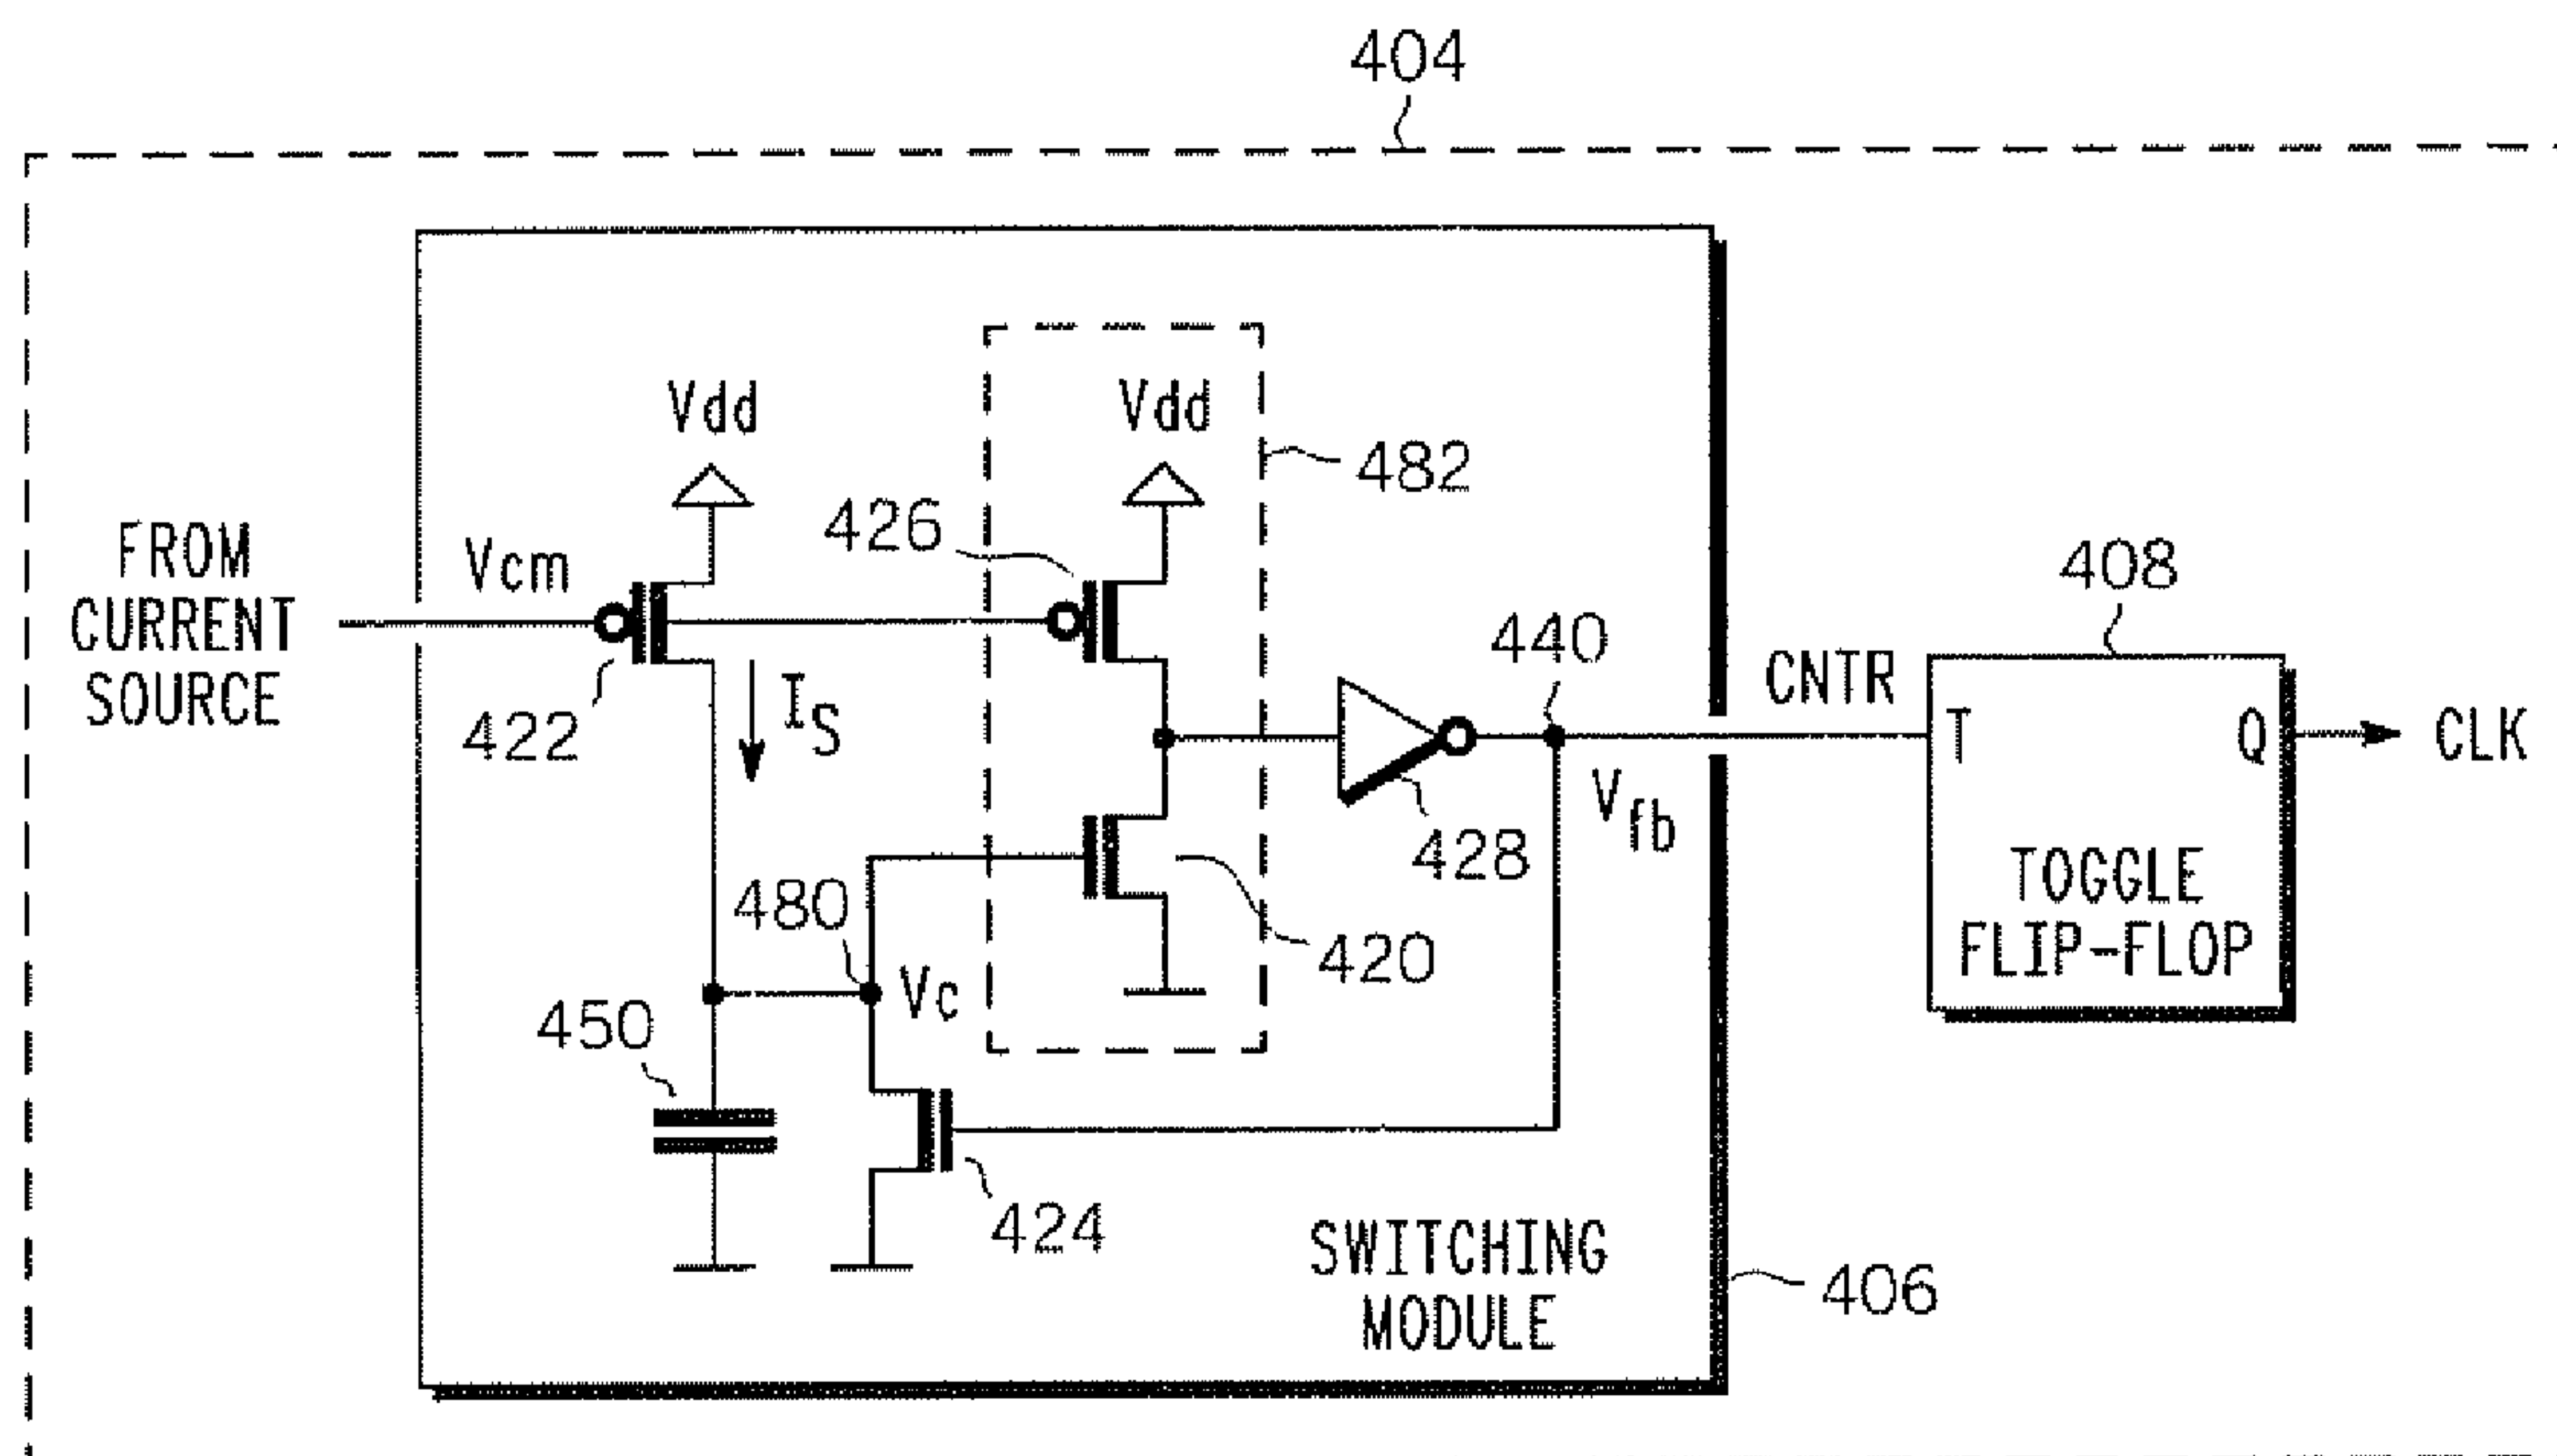 404
Vdd
Vdd
482
426
FROM
CURRENT
SOURCE
Vcm
408
440
CNTR
422
IS
T
Q
CLK
Vfb
428
TOGGLE
FLIP-FLOP
480
420
Vc
450
424
SWITCHING
MODULE
406